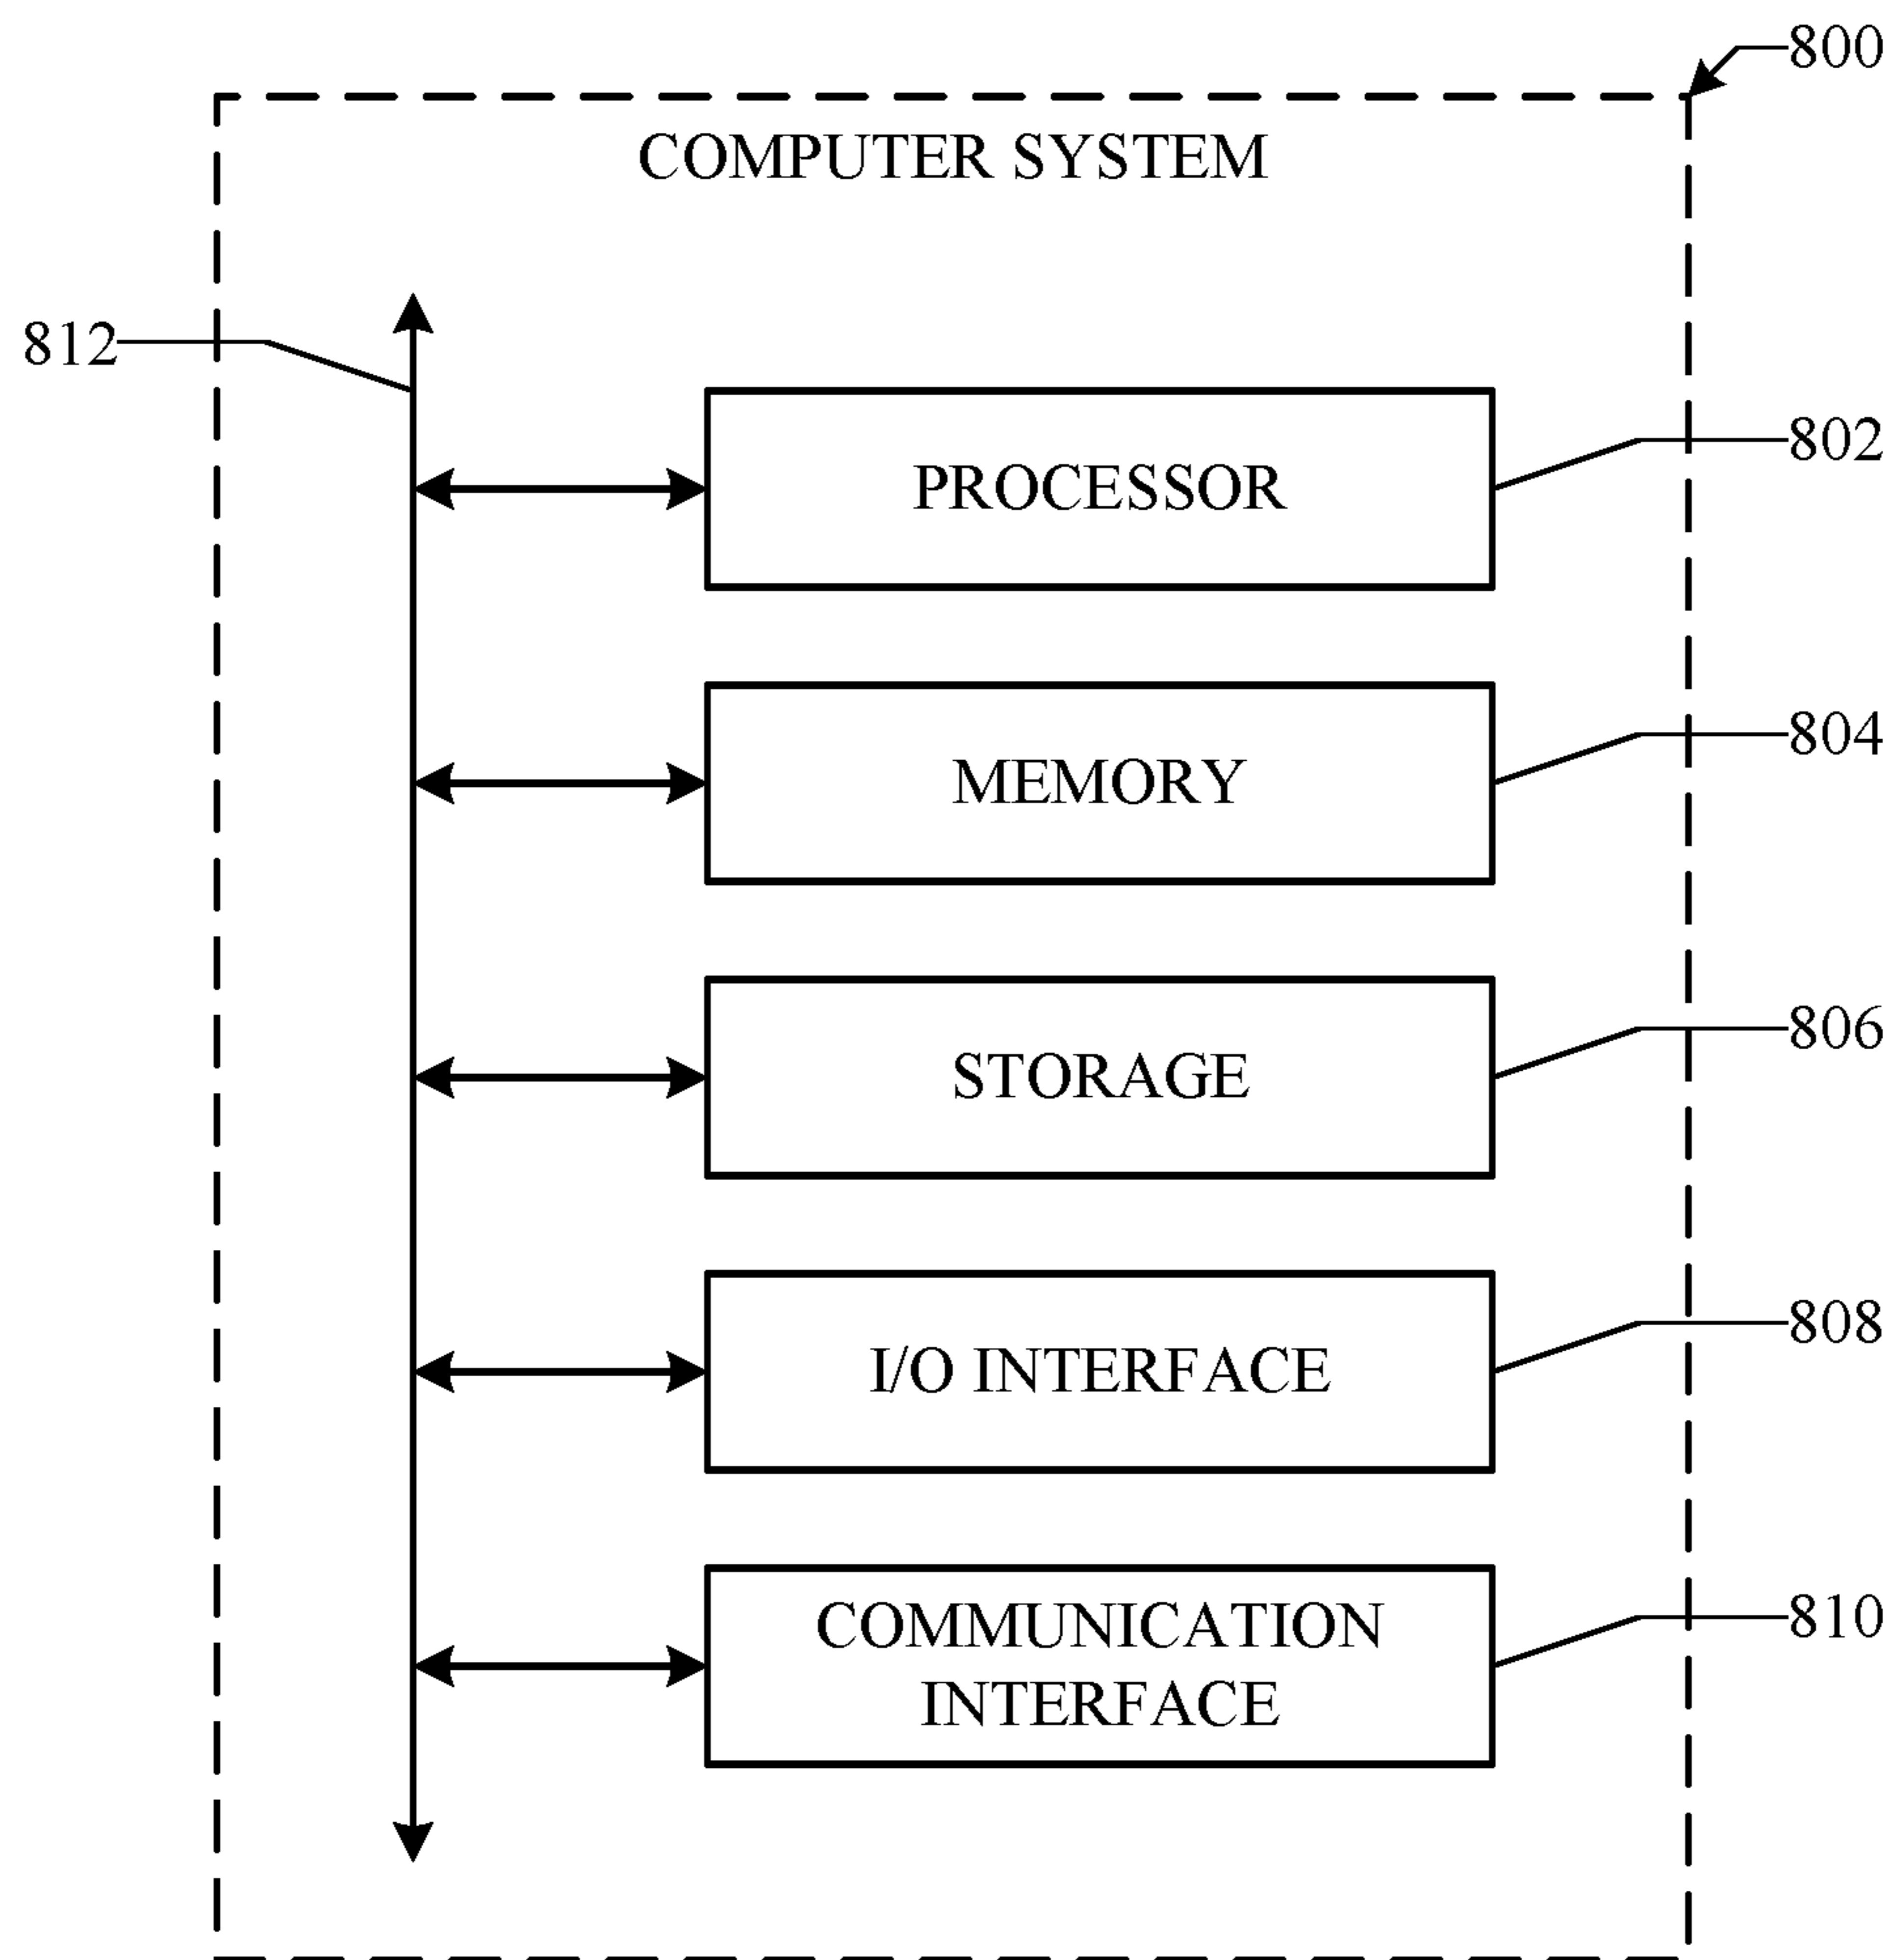 800
COMPUTER SYSTEM
812
802
PROCESSOR
804
MEMORY
806
STORAGE
808
I/O INTERFACE
810
COMMUNICATION
INTERFACE